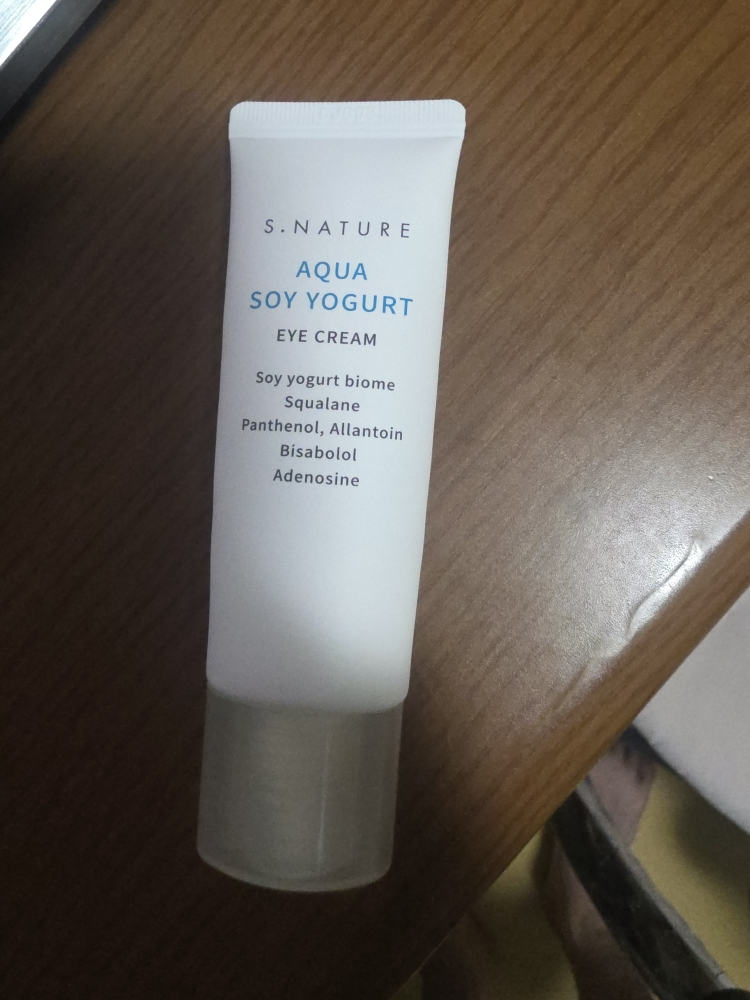 S.NATURE
AQUA
SOY YOGURT
EYE CREAM
Soy yogurt biome
Squalane
Panthenol, Allantoin
Bisabolol
Adenosine